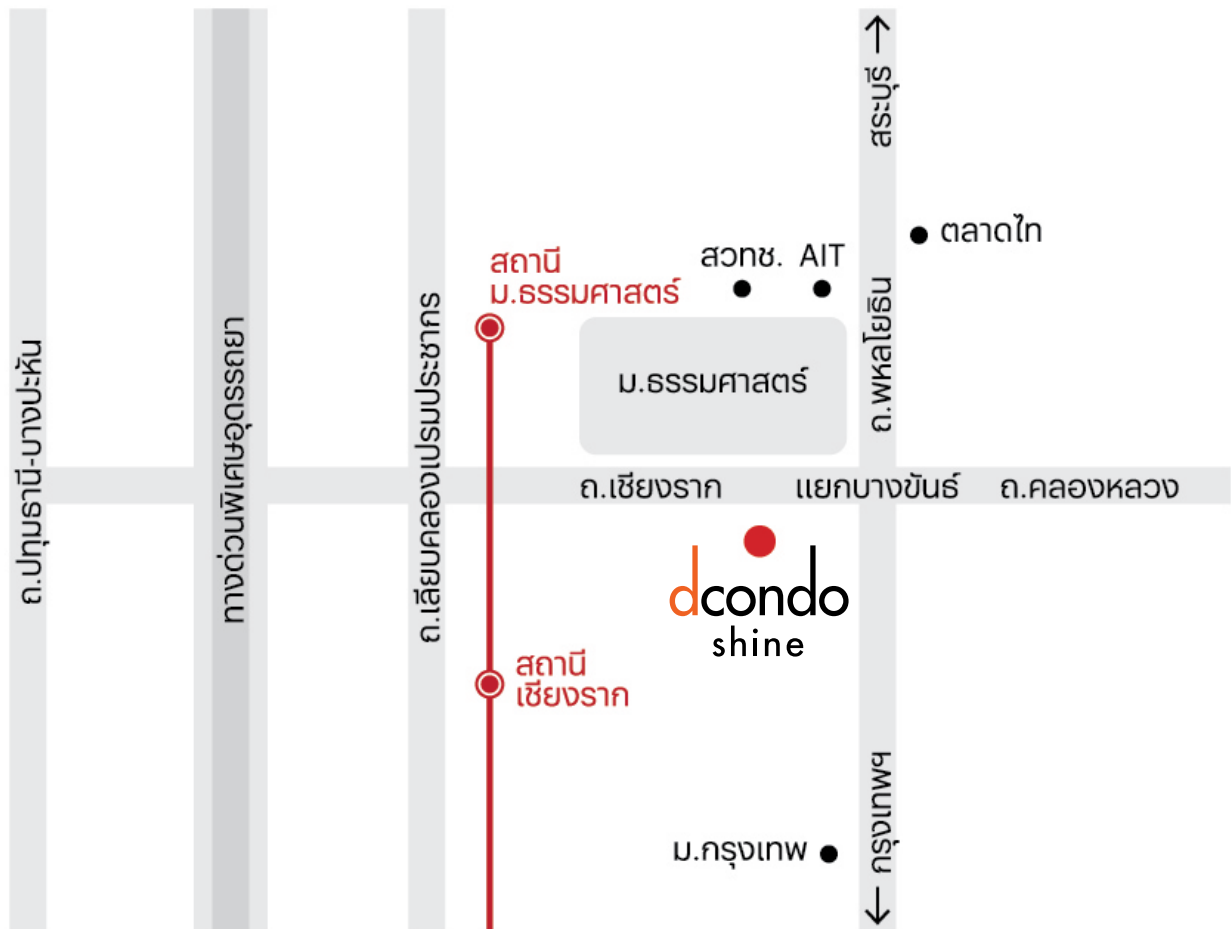 สระบุรี
ตลาดไท
สวทช.
AIT
สถานี
ม.ธรรมศาสตร์
ม.ธรรมศาสตร์
ถ.พหลโยธิน
ถ.ปทุมธานี-บางปะหัน
ทางด่วนพิเศษอุดรรัถยา
ถ.เลียบคลองเปรมประชากร
ถ.เชียงราก
แยกบางขันธ์
ถ.คลองหลวง
dcondo
shine
สถานี
เชียงราก
ม.กรุงเทพ
กรุงเทพฯ